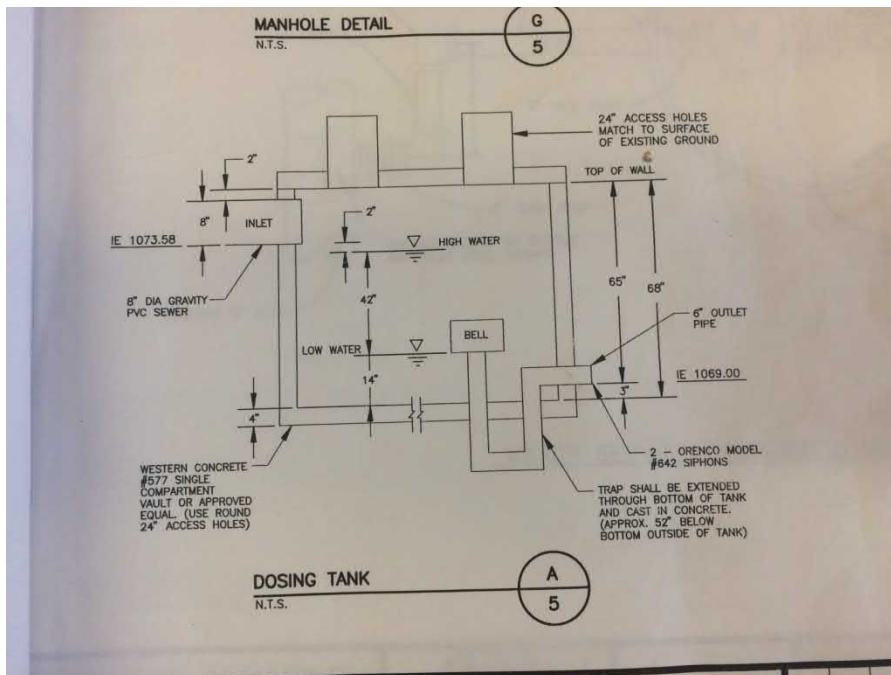 MANHOLE DETAIL
N.T.S.
G
5
24" ACCESS HOLES
MATCH TO SURFACE
OF EXISTING GROUND
TOP OF WALL
2"
8"
INLET
IE 1073.58
2"
HIGH WATER
8" DIA GRAVITY
PVC SEWER
42"
65"
68"
6" OUTLET
PIPE
LOW WATER
BELL
14"
IE 1069.00
3"
4"
WESTERN CONCRETE
#577 SINGLE
COMPARTMENT
VAULT OR APPROVED
EQUAL. (USE ROUND
24" ACCESS HOLES)
2 - ORENCO MODEL
#642 SIPHONS
TRAP SHALL BE EXTENDED
THROUGH BOTTOM OF TANK
AND CAST IN CONCRETE.
(APPROX. 52" BELOW
BOTTOM OUTSIDE OF TANK)
DOSING TANK
N.T.S.
A
5